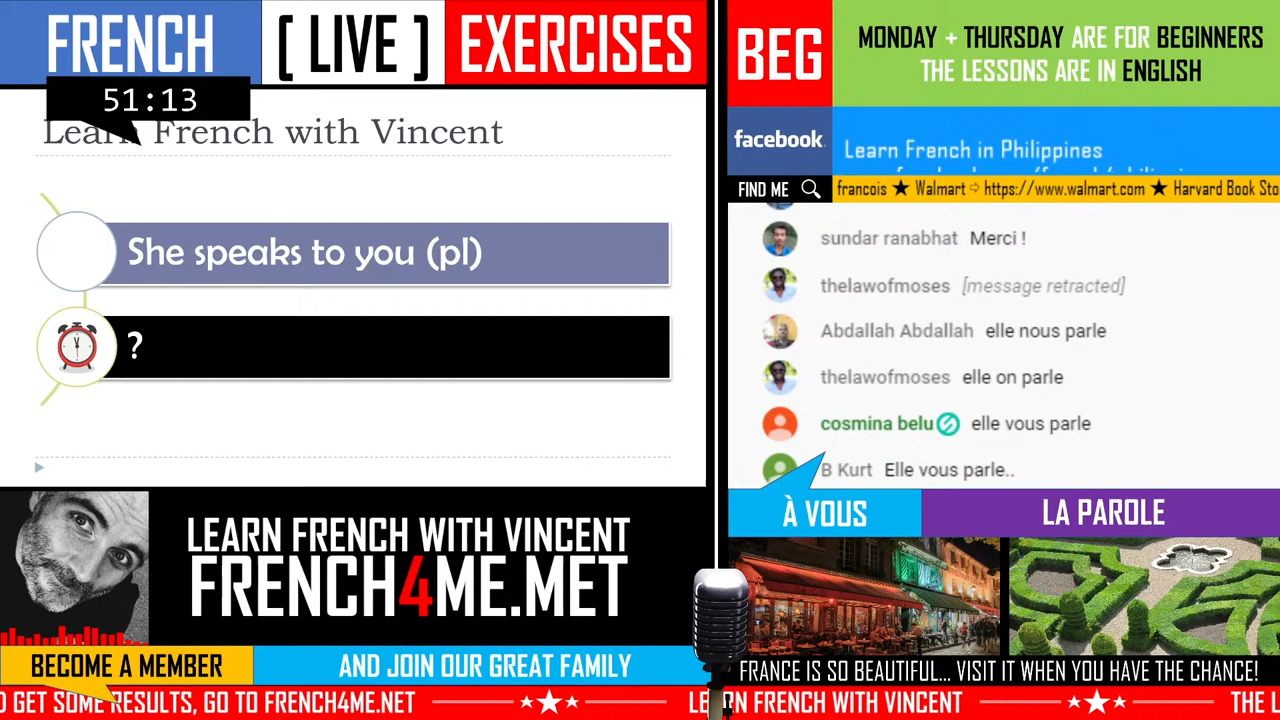 FRENCH
[ LIVE ]
EXERCISES
51:13
Learn French with Vincent
She speaks to you (pl)
?
LEARN FRENCH WITH VINCENT
FRENCH4ME.MET
BECOME A MEMBER
AND JOIN OUR GREAT FAMILY
BEG
MONDAY + THURSDAY ARE FOR BEGINNERS
THE LESSONS ARE IN ENGLISH
facebook.
Learn French in Philippines
FIND ME
francois ★ Walmart ⇨ https://www.walmart.com ★ Harvard Book Sto
sundar ranabhat Merci !
thelawofmoses [message retracted]
Abdallah Abdallah elle nous parle
thelawofmoses elle on parle
cosmina belu elle vous parle
B Kurt Elle vous parle..
À VOUS
LA PAROLE
FRANCE IS SO BEAUTIFUL... VISIT IT WHEN YOU HAVE THE CHANCE!
O GET SOME RESULTS, GO TO FRENCH4ME.NET ★ LEARN FRENCH WITH VINCENT ★ THE L